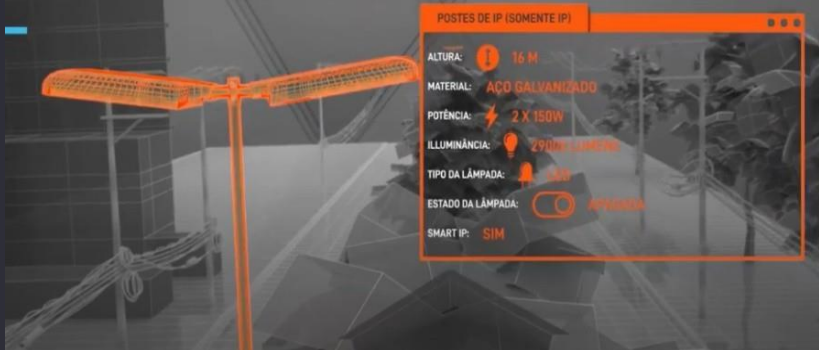 POSTES DE IP (SOMENTE IP)
ALTURA: 16 M
MATERIAL: AÇO GALVANIZADO
POTÊNCIA: 2 X 150W
ILLUMINÂNCIA:
TIPO DA LÂMPADA: LED
ESTADO DA LÂMPADA: APAGADA
SMART IP: SIM